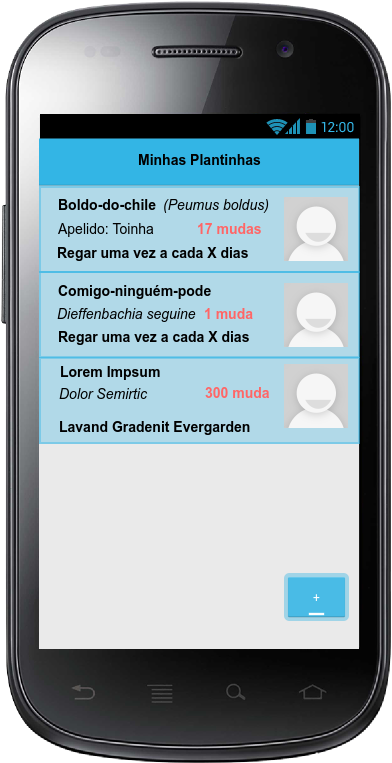 12:00
Minhas Plantinhas
Boldo-do-chile (Peumus boldus)
Apelido: Toinha 17 mudas
Regar uma vez a cada X dias
Comigo-ninguém-pode
Dieffenbachia seguine 1 muda
Regar uma vez a cada X dias
Lorem Impsum
Dolor Semirtic 300 muda
Lavand Gradenit Evergarden
+